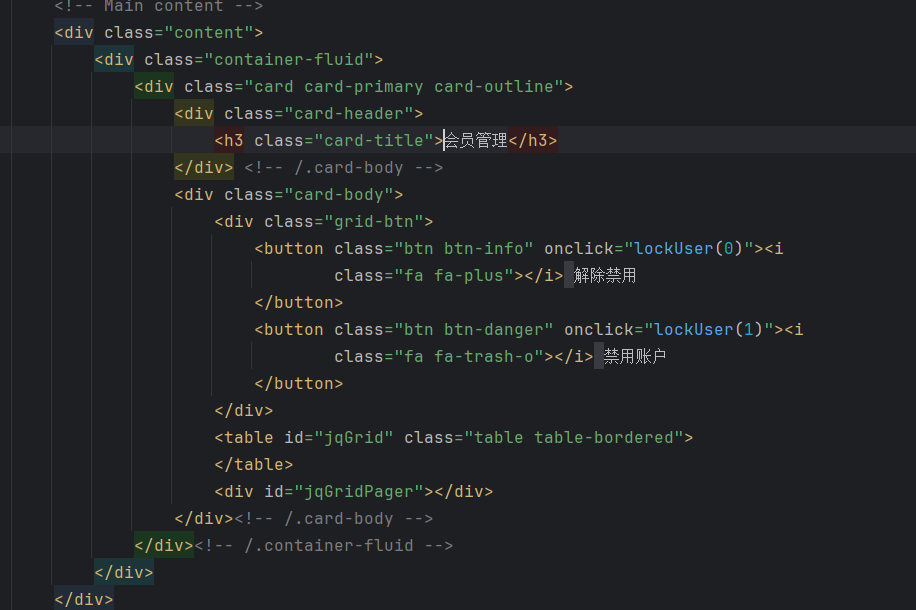 <!-- Main content -->
<div class="content">
<div class="container-fluid">
<div class="card card-primary card-outline">
<div class="card-header">
<h3 class="card-title">会员管理</h3>
</div> <!-- /.card-body -->
<div class="card-body">
<div class="grid-btn">
<button class="btn btn-info" onclick="lockUser(0)"><i
class="fa fa-plus"></i> 解除禁用
</button>
<button class="btn btn-danger" onclick="lockUser(1)"><i
class="fa fa-trash-o"></i> 禁用账户
</button>
</div>
<table id="jqGrid" class="table table-bordered">
</table>
<div id="jqGridPager"></div>
</div><!-- /.card-body -->
</div><!-- /.container-fluid -->
</div>
</div>